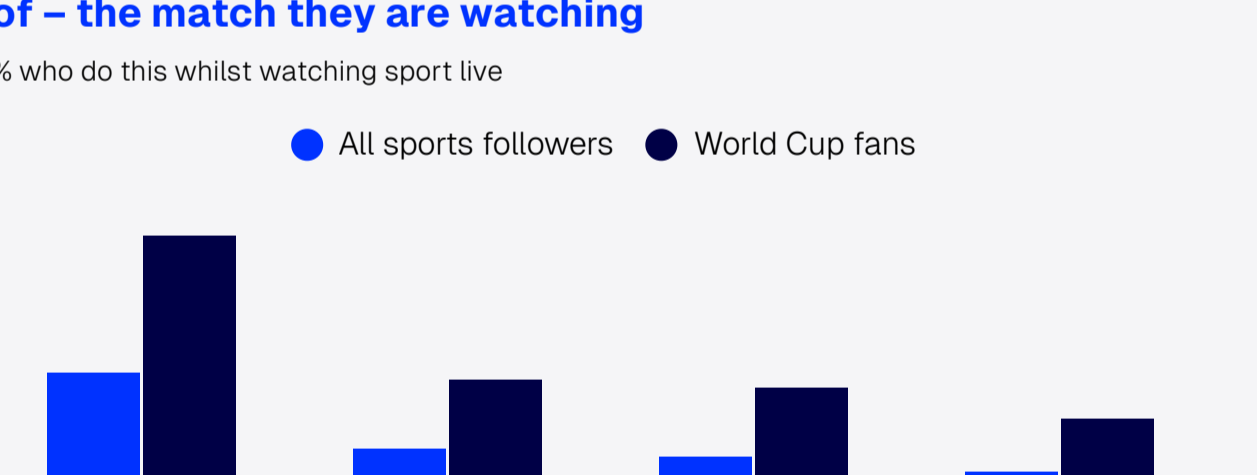 of – the match they are watching
% who do this whilst watching sport live
All sports followers World Cup fans